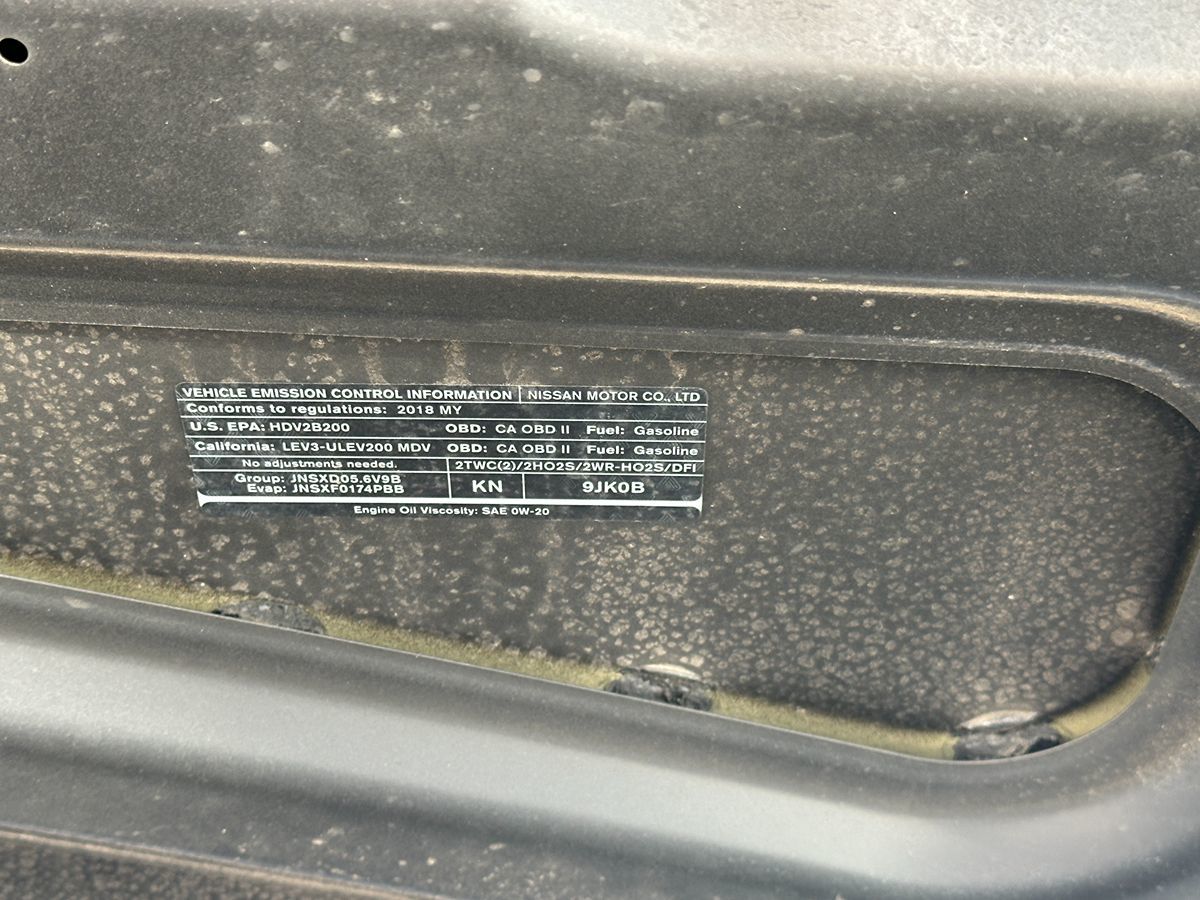 VEHICLE EMISSION CONTROL INFORMATION NISSAN MOTOR CO., LTD
Conforms to regulations: 2018 MY
U.S. EPA: HDV2B200 OBD: CA OBD II Fuel: Gasoline
California: LEV3-ULEV200 MDV OBD: CA OBD II Fuel: Gasoline
No adjustments needed. 2TWC(2)/2HO2S/2WR-HO2S/DFI
Group: JNSXD05.6V9B
Evap: JNSXF0174PBB
KN 9JK0B
Engine Oil Viscosity: SAE 0W-20